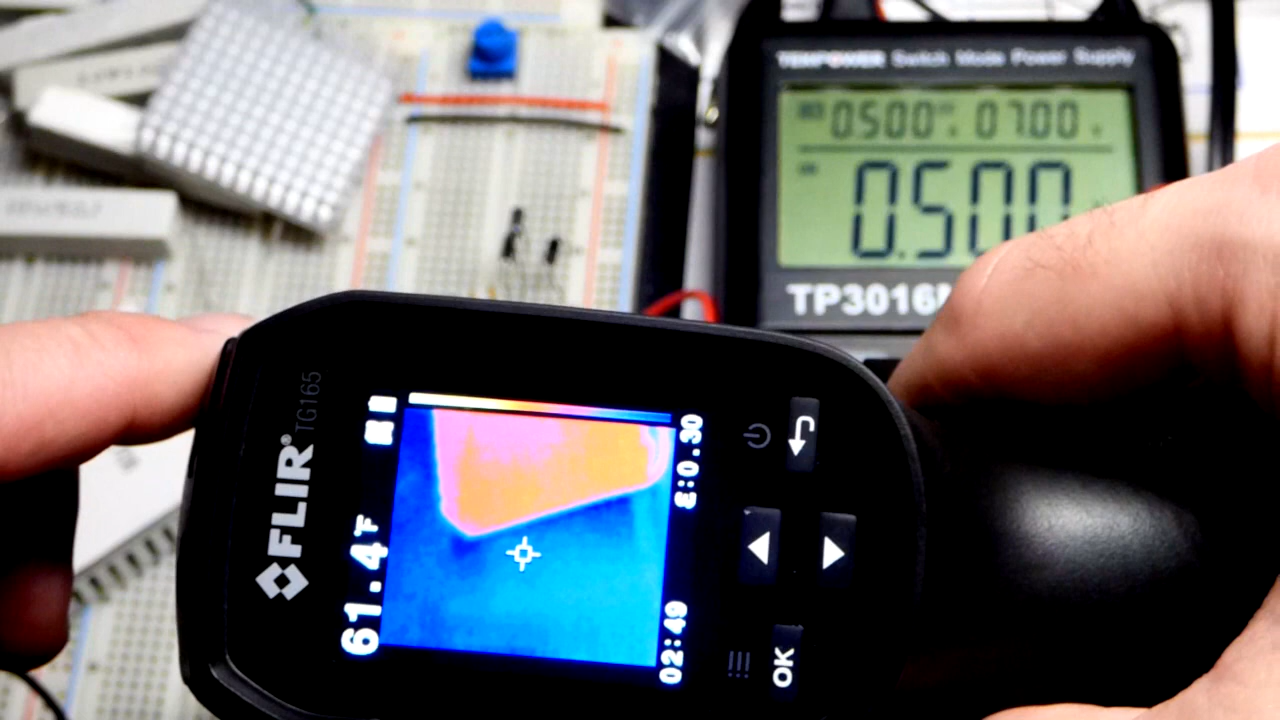 TENPOWER Switch Mode Power Supply
0.500 A 07.00 V
0.500
TP3016
FLIR®
TG165
61.4°F
E:0.30
02:49
OK